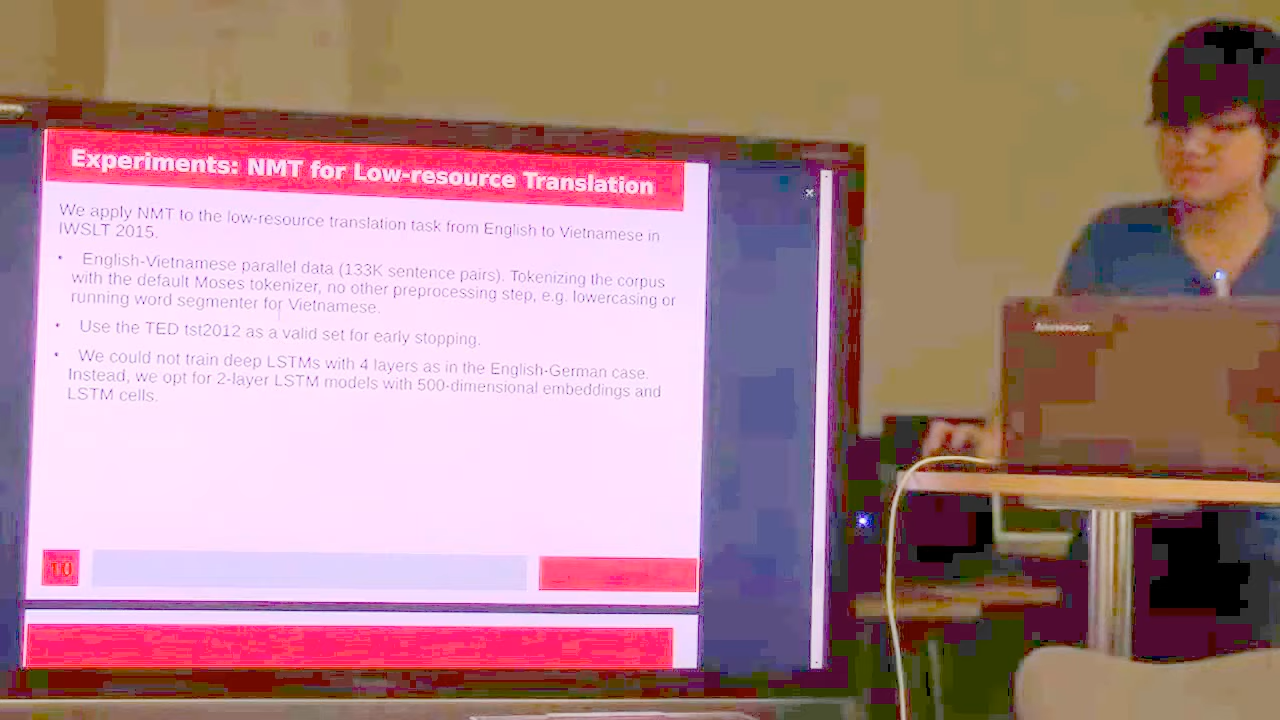 Experiments: NMT for Low-resource Translation
We apply NMT to the low-resource translation task from English to Vietnamese in
IWSLT 2015.
• English-Vietnamese parallel data (133K sentence pairs). Tokenizing the corpus
with the default Moses tokenizer, no other preprocessing step, e.g. lowercasing or
running word segmenter for Vietnamese.
• Use the TED tst2012 as a valid set for early stopping.
• We could not train deep LSTMs with 4 layers as in the English-German case.
Instead, we opt for 2-layer LSTM models with 500-dimensional embeddings and
LSTM cells.
lenovo